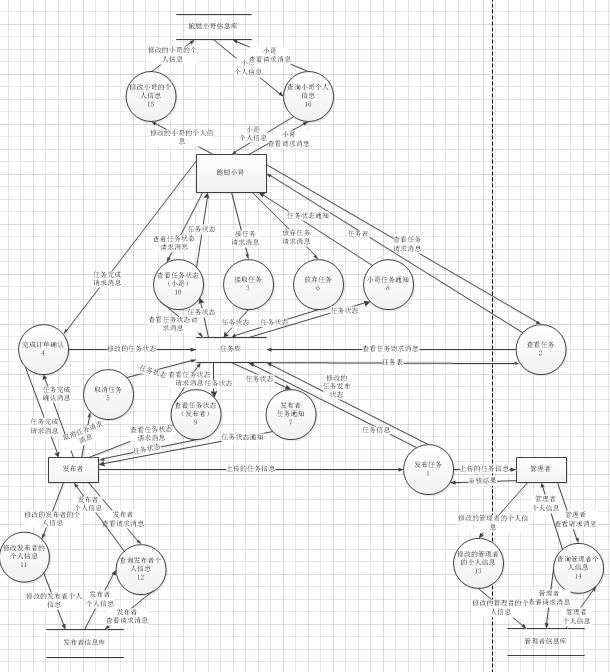 跑腿小哥信息库
修改的小哥的个
人信息
小哥
查看请求消息
小哥
个人信息
修改小哥的个
人信息
15
查询小哥个人
信息
16
修改的小哥的个人信
息
小哥
个人信息
小哥
查看请求消息
跑腿小哥
任务状态通知
任务表
查看任务
请求消息
任务状态
查看任务状态
请求消息
接任务
请求消息
放弃任务
请求消息
任务完成
请求消息
查看任务状态
(小哥)
10
接取任务
3
放弃任务
6
小哥任务通知
8
查看任务状态请
求消息
任务状态
任务状态
任务状态
任务状态
完成订单确认
4
修改的任务状态
任务库
查看任务请求消息
任务表
查看任务
2
任务状态
查看任务状态
请求消息
任务状态
任务状态
修改的
任务发布
状态
取消任务
5
任务完成
确认消息
任务完成
请求消息
取消任务请求
消息
查看任务状态
(发布者)
9
发布者
任务通知
7
查看任务状态
请求消息
任务状态
任务状态通知
任务信息
发布者
上传的任务信息
发布任务
1
上传的任务信息
审核结果
管理者
修改的发布者的个
人信息
发布者
个人信息
发布者
查看请求消息
修改的管理者的个人信
息
管理者
个人信息
管理者
查看请求消息
修改发布者的
个人信息
11
查询发布者个
人信息
12
修改的管理者
的个人信息
13
查询管理者个
人信息
14
修改的发布者个人
信息
发布者
个人信息
发布者
查看请求消息
修改的管理者的个
管理者
查看请求消息
管理者
个人信息
发布者信息库
管理者信息库